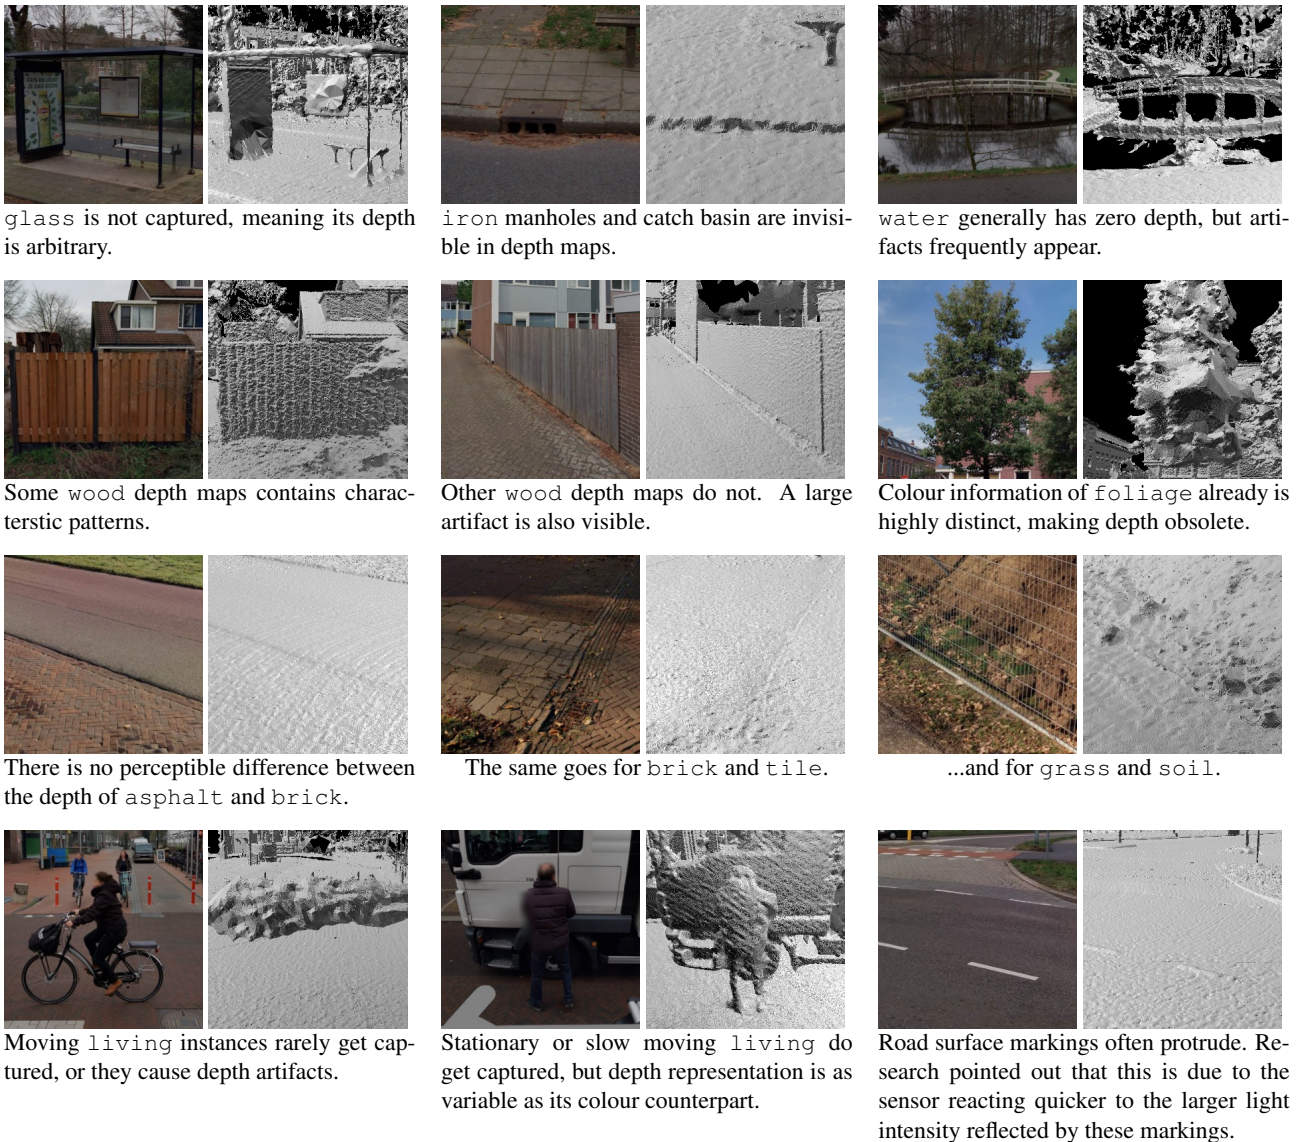 glass is not captured, meaning its depth
is arbitrary.
iron manholes and catch basin are invisi-
ble in depth maps.
water generally has zero depth, but arti-
facts frequently appear.
Some wood depth maps contains charac-
terstic patterns.
Other wood depth maps do not. A large
artifact is also visible.
Colour information of foliage already is
highly distinct, making depth obsolete.
There is no perceptible difference between
the depth of asphalt and brick.
The same goes for brick and tile.
...and for grass and soil.
Moving living instances rarely get cap-
tured, or they cause depth artifacts.
Stationary or slow moving living do
get captured, but depth representation is as
variable as its colour counterpart.
Road surface markings often protrude. Re-
search pointed out that this is due to the
sensor reacting quicker to the larger light
intensity reflected by these markings.